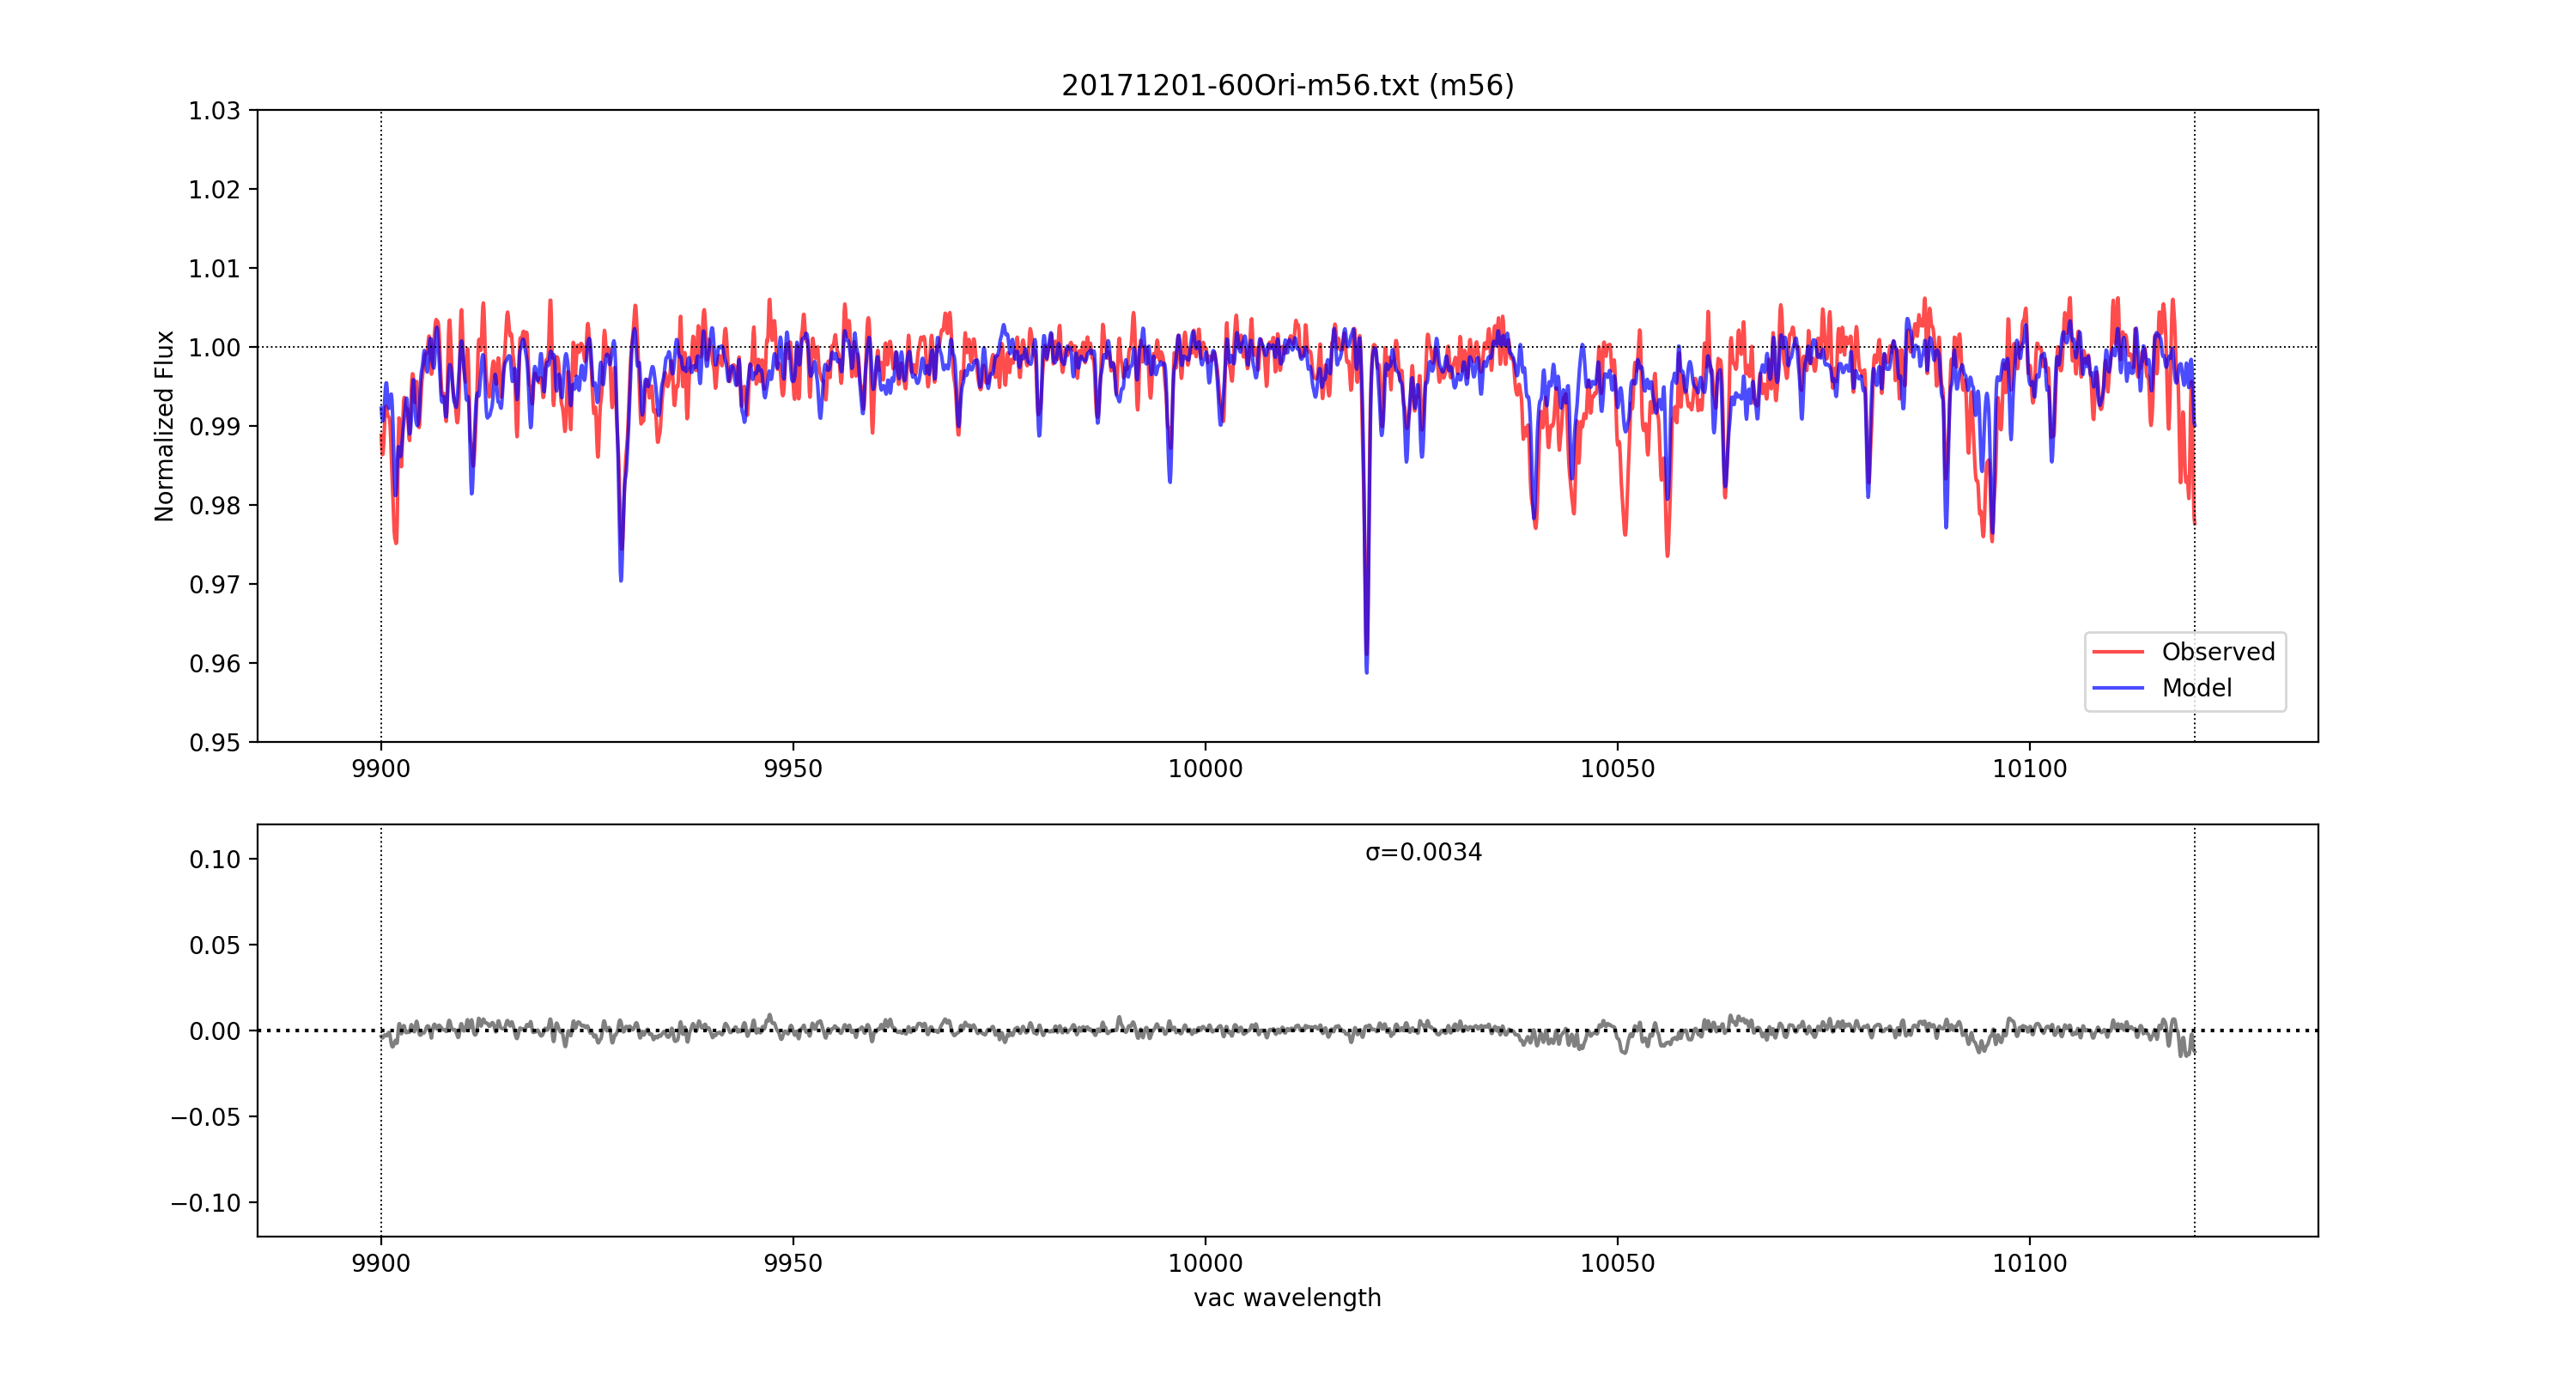 20171201-60Ori-m56.txt (m56)
Normalized Flux
1.03
1.02
1.01
1.00
0.99
0.98
0.97
0.96
0.95
Observed
Model
9900 9950 10000 10050 10100
σ=0.0034
0.10
0.05
0.00
−0.05
−0.10
9900 9950 10000 10050 10100
vac wavelength